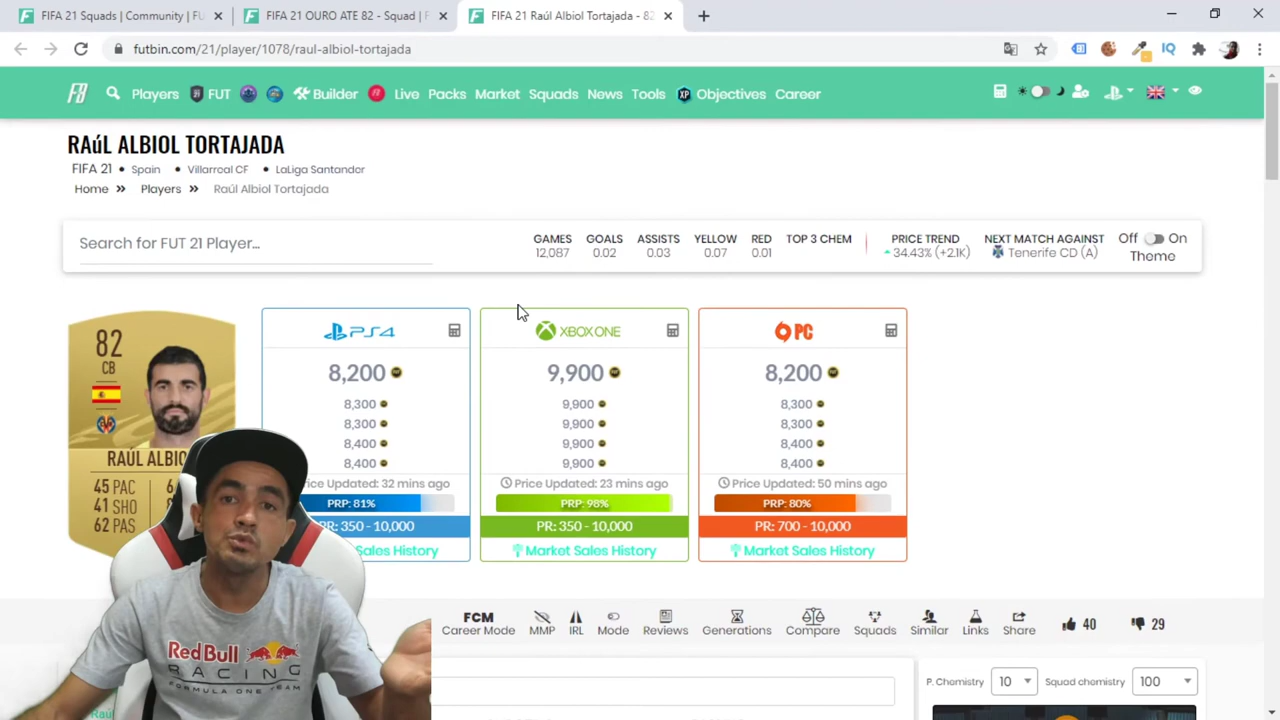 FIFA 21 Squads | Community | FU
FIFA 21 OURO ATE 82 - Squad | F
FIFA 21 Raúl Albiol Tortajada - 82
futbin.com/21/player/1078/raul-albiol-tortajada
IQ
F8 Players FUT Builder Live Packs Market Squads News Tools XP Objectives Career
RAúL ALBIOL TORTAJADA
FIFA 21 • Spain • Villarreal CF • LaLiga Santander
Home » Players » Raúl Albiol Tortajada
Search for FUT 21 Player...
GAMES GOALS ASSISTS YELLOW RED TOP 3 CHEM PRICE TREND NEXT MATCH AGAINST Off On
12,087 0.02 0.03 0.07 0.01 34.43% (+2.1K) Tenerife CD (A) Theme
82
CB
RAÚL ALBIO
45 PAC
41 SHO
62 PAS
PS4
8,200
8,300
8,300
8,400
8,400
rice Updated: 32 mins ago
PRP: 81%
PR: 350 - 10,000
Sales History
XBOX ONE
9,900
9,900
9,900
9,900
9,900
Price Updated: 23 mins ago
PRP: 98%
PR: 350 - 10,000
Market Sales History
PC
8,200
8,300
8,300
8,400
8,400
Price Updated: 50 mins ago
PRP: 80%
PR: 700 - 10,000
Market Sales History
FCM
Career Mode MMP IRL Mode Reviews Generations Compare Squads Similar Links Share 40 29
P. Chemistry 10 Squad chemistry 100
Red Bull
RACING
FORMULA ONE TEAM